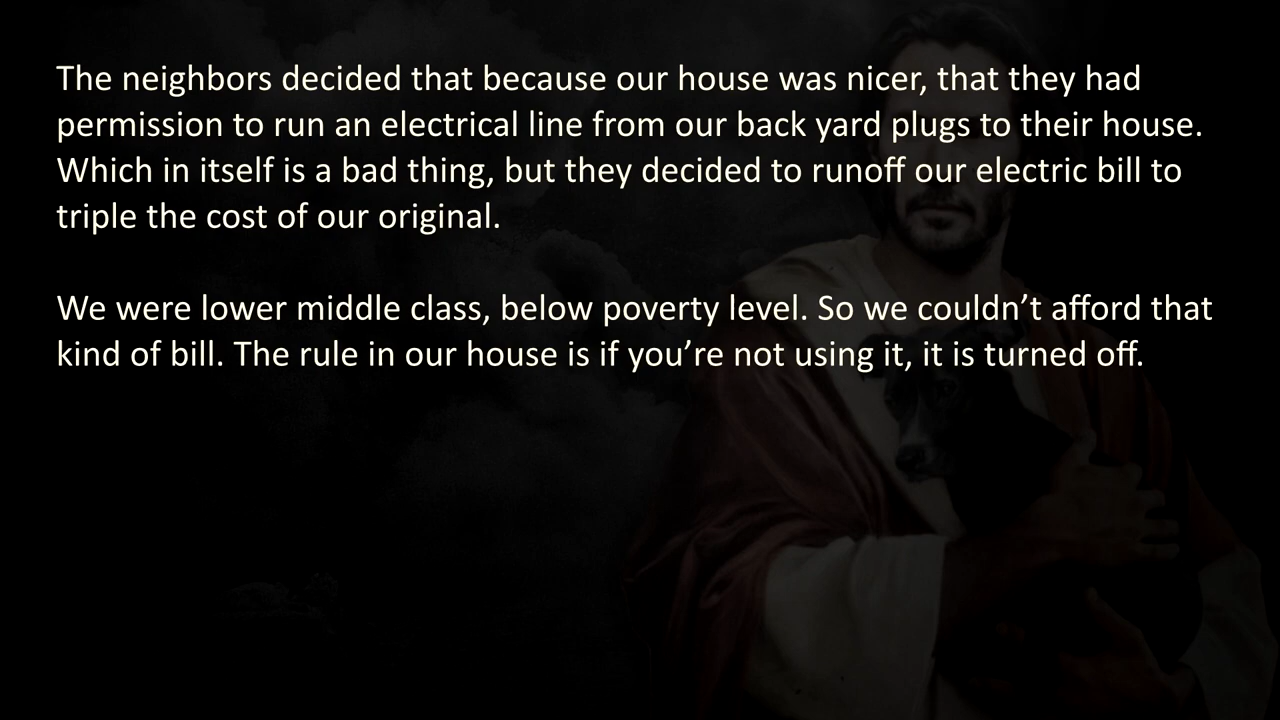 The neighbors decided that because our house was nicer, that they had
permission to run an electrical line from our back yard plugs to their house.
Which in itself is a bad thing, but they decided to runoff our electric bill to
triple the cost of our original.
We were lower middle class, below poverty level. So we couldn’t afford that
kind of bill. The rule in our house is if you’re not using it, it is turned off.